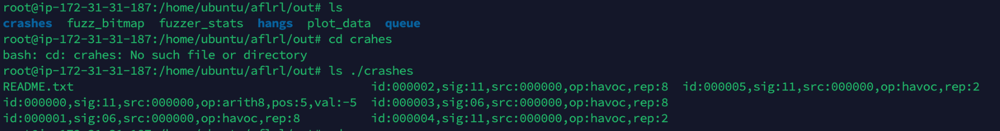 root@ip-172-31-31-187:/home/ubuntu/aflrl/out# ls
crashes  fuzz_bitmap  fuzzer_stats  hangs  plot_data  queue
root@ip-172-31-31-187:/home/ubuntu/aflrl/out# cd crahes
bash: cd: crahes: No such file or directory
root@ip-172-31-31-187:/home/ubuntu/aflrl/out# ls ./crashes
README.txt  id:000002,sig:11,src:000000,op:havoc,rep:8  id:000005,sig:11,src:000000,op:havoc,rep:2
id:000000,sig:11,src:000000,op:arith8,pos:5,val:-5  id:000003,sig:06,src:000000,op:havoc,rep:8
id:000001,sig:06,src:000000,op:havoc,rep:8  id:000004,sig:11,src:000000,op:havoc,rep:2